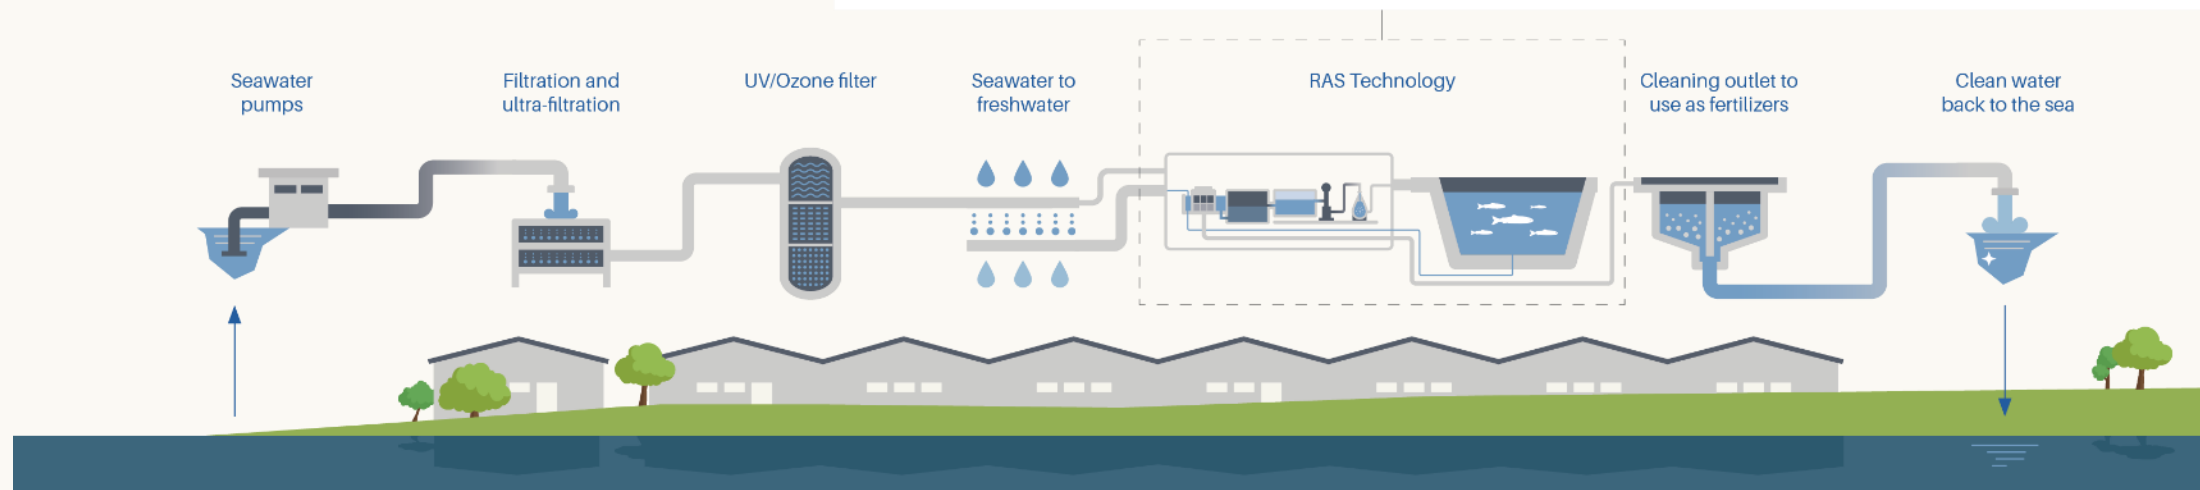 Seawater
pumps
Filtration and
ultra-filtration
UV/Ozone filter
Seawater to
freshwater
RAS Technology
Cleaning outlet to
use as fertilizers
Clean water
back to the sea